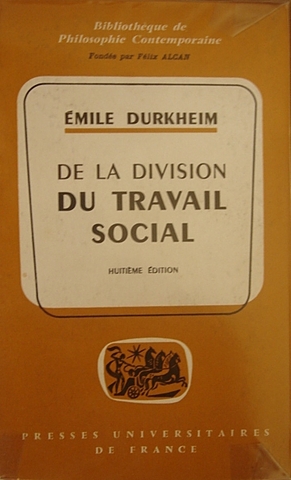 Bibliothèque de
Philosophie Contemporaine
Fondée par Félix ALCAN
ÉMILE DURKHEIM
DE LA DIVISION
DU TRAVAIL
SOCIAL
HUITIÈME ÉDITION
PRESSES UNIVERSITAIRES
DE FRANCE